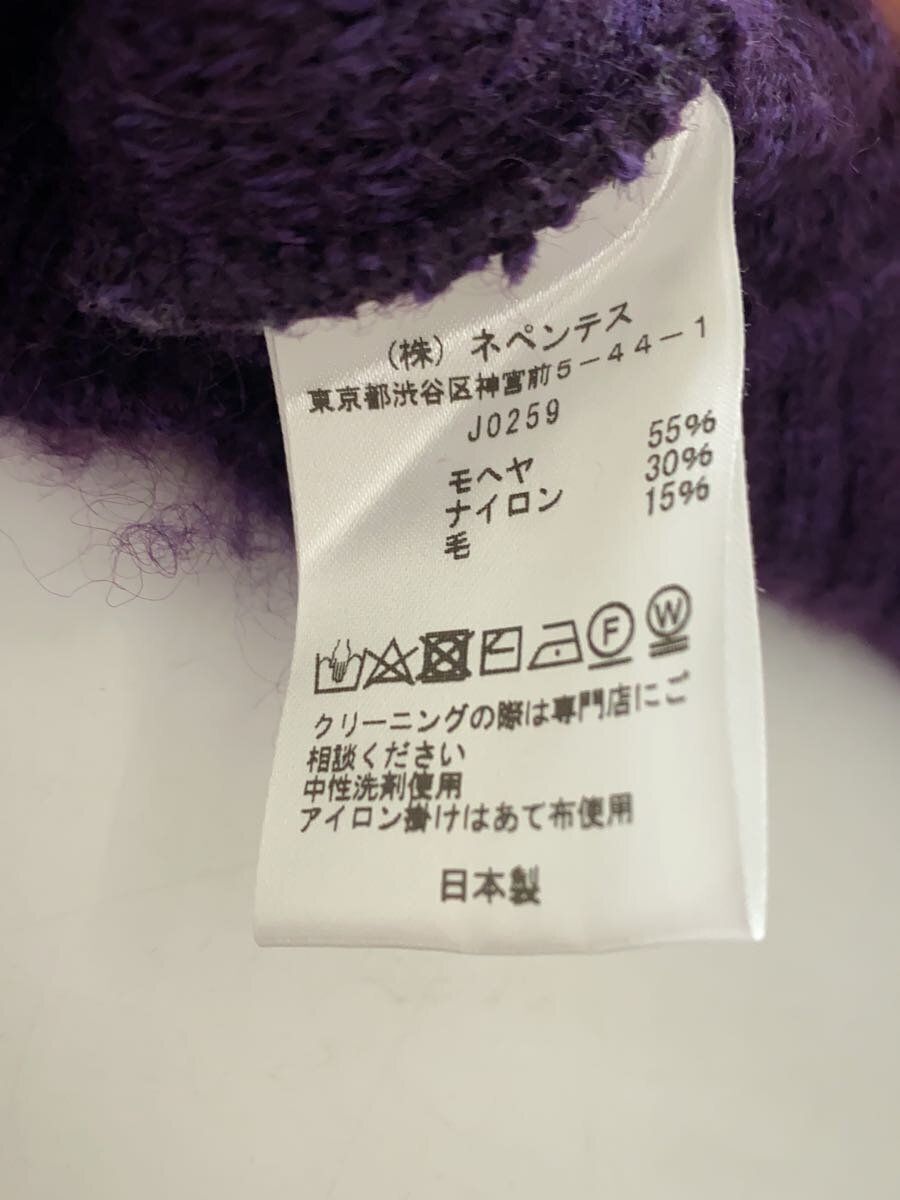 (株) ネペンテス
東京都渋谷区神宮前5-44-1
J0259
モヘヤ 55%
ナイロン 30%
毛 15%
F W
クリーニングの際は専門店にご
相談ください
中性洗剤使用
アイロン掛けはあて布使用
日本製